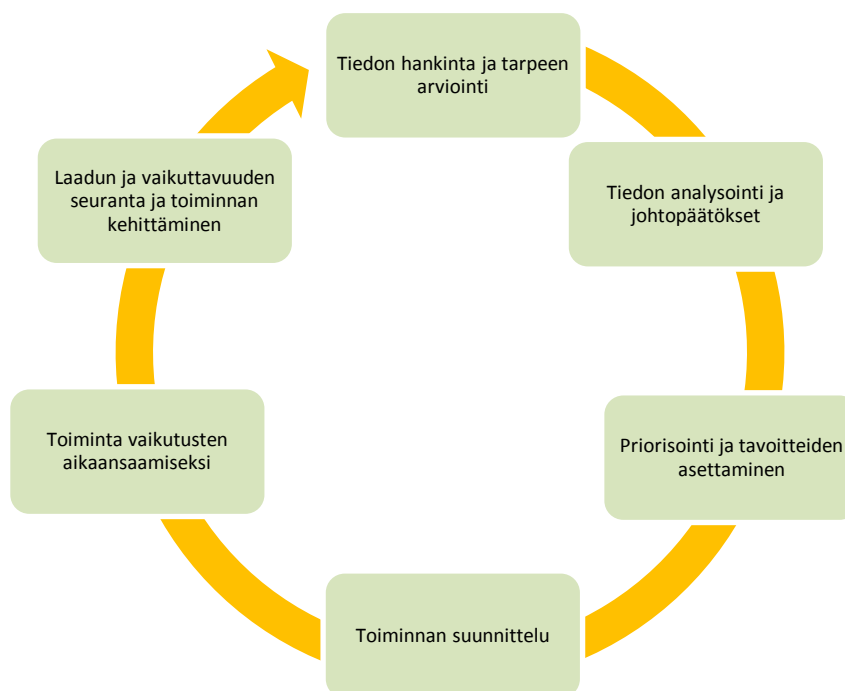 Tiedon hankinta ja tarpeen
arviointi
Tiedon analysointi ja
johtopäätökset
Priorisointi ja tavoitteiden
asettaminen
Toiminnan suunnittelu
Toiminta vaikutusten
aikaansaamiseksi
Laadun ja vaikuttavuuden
seuranta ja toiminnan
kehittäminen